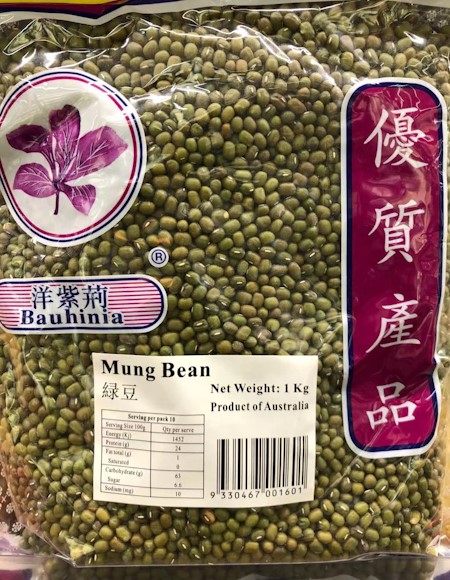 優質產品
®
洋紫荊
Bauhinia
Mung Bean
綠豆
Net Weight: 1 Kg
Product of Australia
Serving per pack 10
Serving Size 100g Qty per serve
Energy (Kj) 1452
Protein (g) 24
Fat total (g) 1
Saturated 0
Carbohydrate (g) 63
Sugar 6.6
Sodium (mg) 10
9 330467 001601